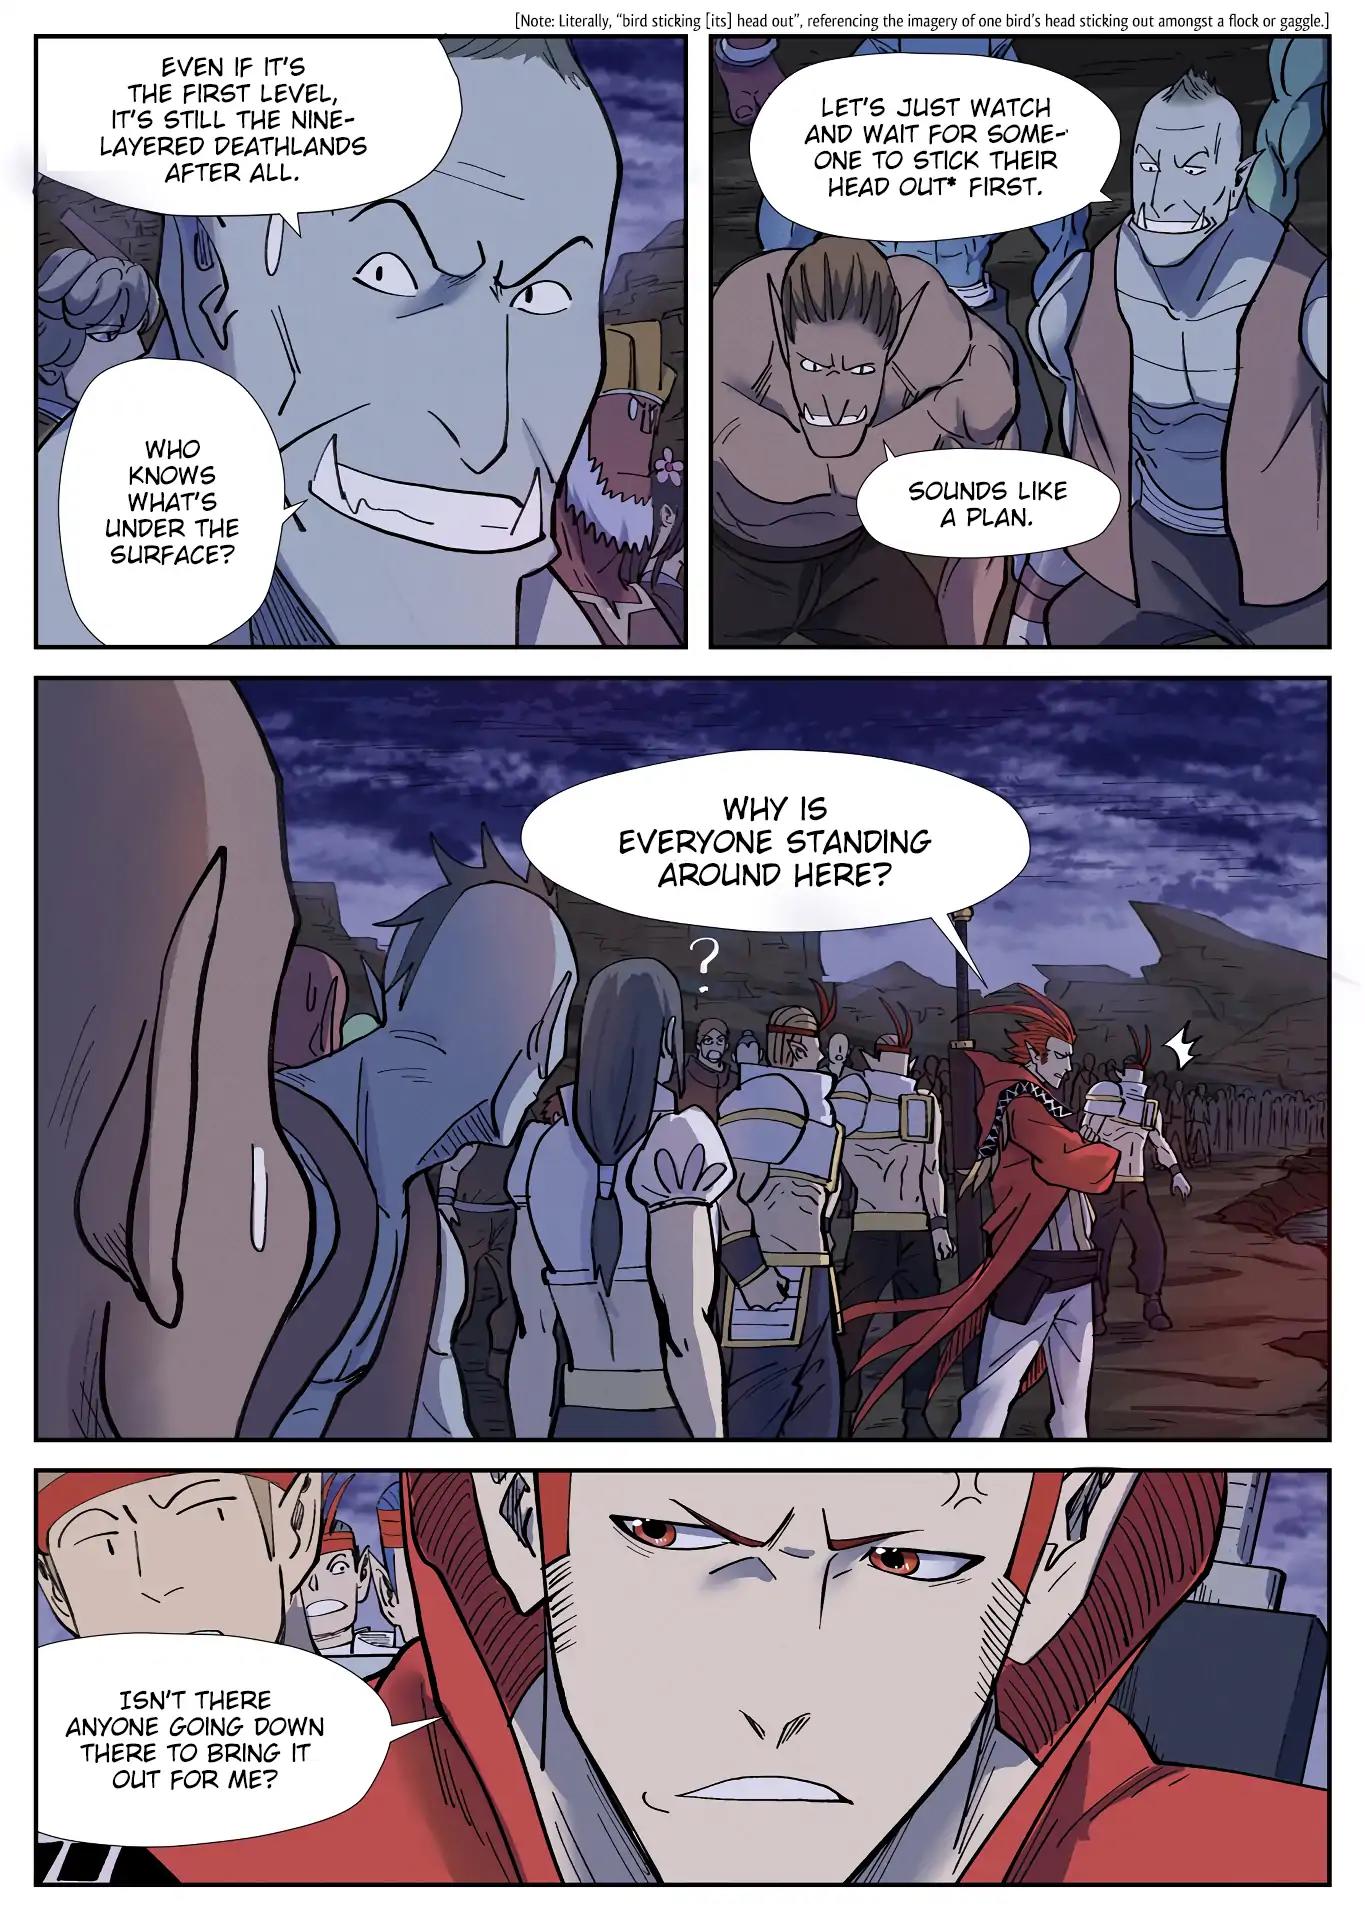 [Note: Literally, “bird sticking [its] head out”, referencing the imagery of one bird’s head sticking out amongst a flock or gaggle.]
EVEN IF IT'S
THE FIRST LEVEL,
IT'S STILL THE NINE-
LAYERED DEATHLANDS
AFTER ALL.
WHO
KNOWS
WHAT'S
UNDER THE
SURFACE?
LET'S JUST WATCH
AND WAIT FOR SOME-
ONE TO STICK THEIR
HEAD OUT* FIRST.
SOUNDS LIKE
A PLAN.
WHY IS
EVERYONE STANDING
AROUND HERE?
?
ISN'T THERE
ANYONE GOING DOWN
THERE TO BRING IT
OUT FOR ME?